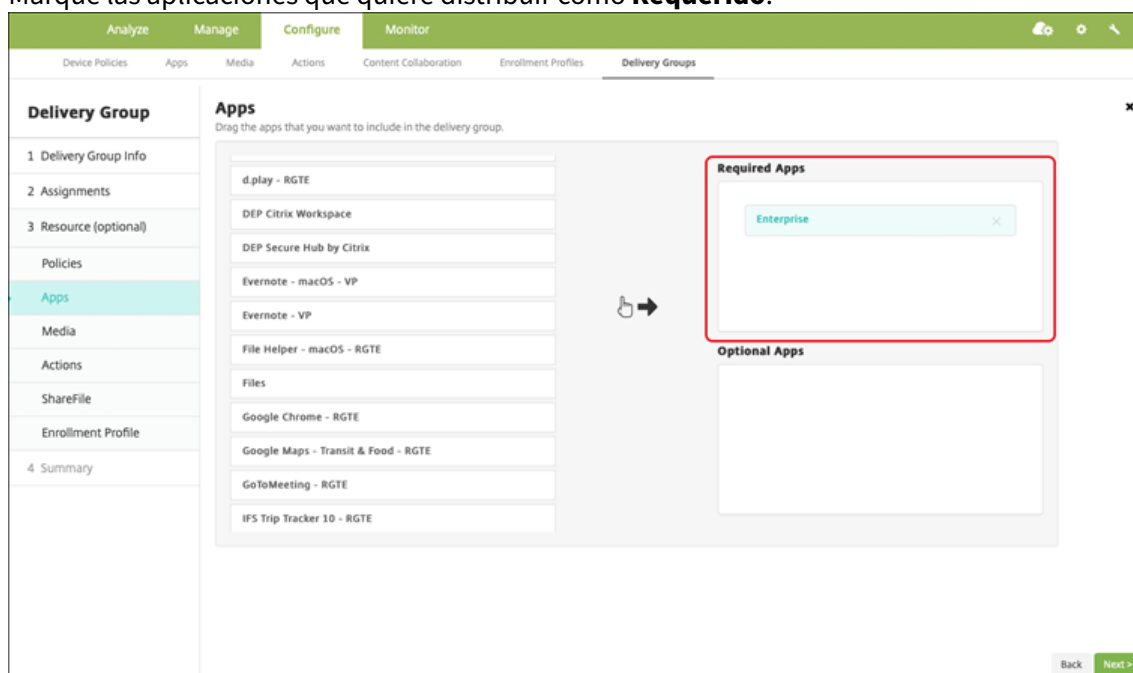 Marque las aplicaciones que quiere distribuir como Requerido.
Analyze Manage Configure Monitor
Device Policies Apps Media Actions Content Collaboration Enrollment Profiles Delivery Groups
Delivery Group
1 Delivery Group Info
2 Assignments
3 Resource (optional)
Policies
Apps
Media
Actions
ShareFile
Enrollment Profile
4 Summary
Apps
Drag the apps that you want to include in the delivery group.
d.play - RGTE
DEP Citrix Workspace
DEP Secure Hub by Citrix
Evernote - macOS - VP
Evernote - VP
File Helper - macOS - RGTE
Files
Google Chrome - RGTE
Google Maps - Transit & Food - RGTE
GoToMeeting - RGTE
IFS Trip Tracker 10 - RGTE
Required Apps
Enterprise
Optional Apps
Back Next >